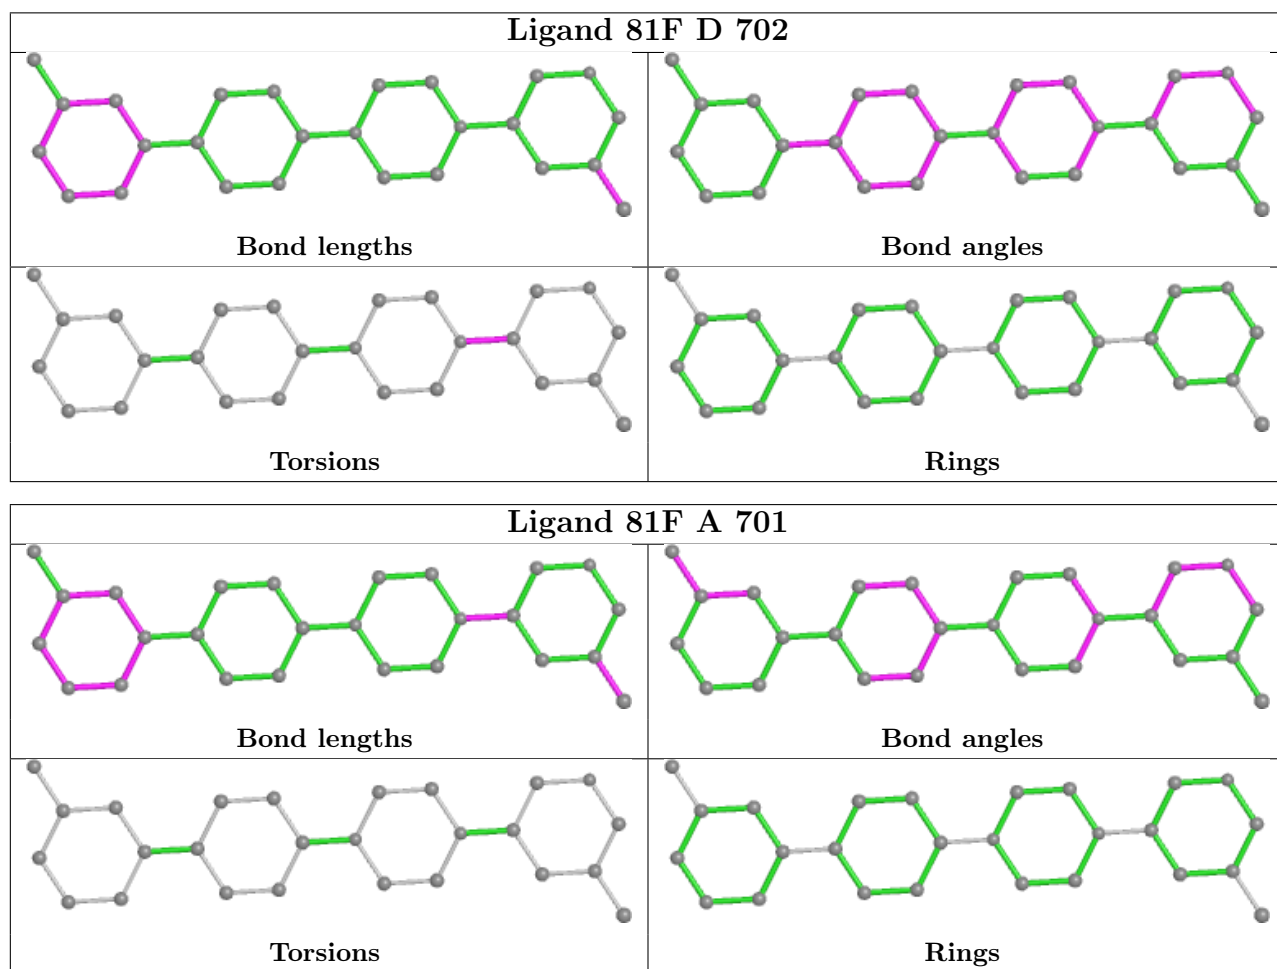 Ligand 81F D 702
Bond lengths
Bond angles
Torsions
Rings
Ligand 81F A 701
Bond lengths
Bond angles
Torsions
Rings